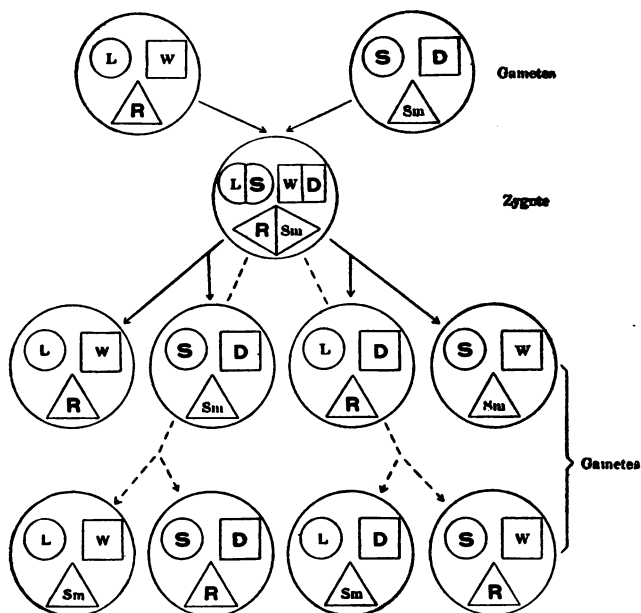 L W R
S D Sm
Gametes
L S W D
R Sm
Zygote
L W R
S D Sm
L D R
S W Sm
Gametes
L W Sm
S D R
L D Sm
S W R